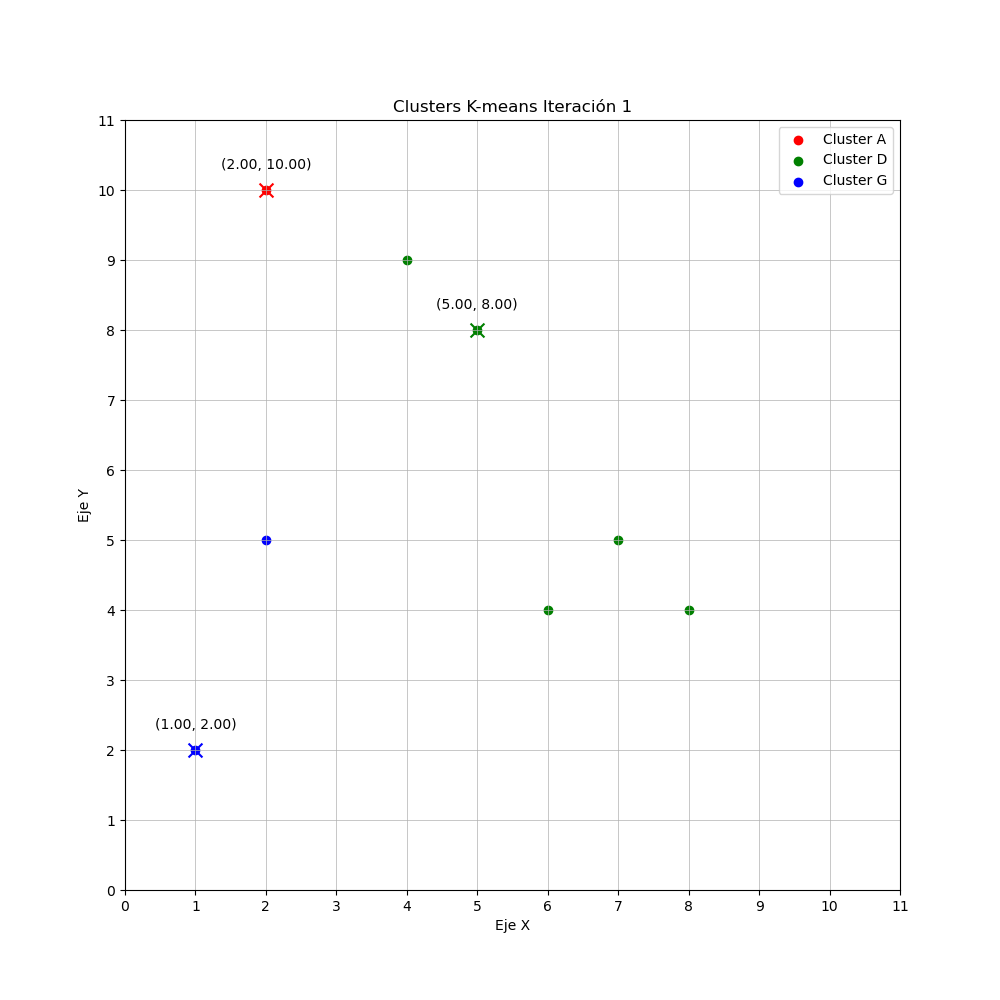 Clusters K-means Iteración 1
Cluster A
Cluster D
Cluster G
(2.00, 10.00)
(5.00, 8.00)
(1.00, 2.00)
Eje Y
11
10
9
8
7
6
5
4
3
2
1
0
0 1 2 3 4 5 6 7 8 9 10 11
Eje X